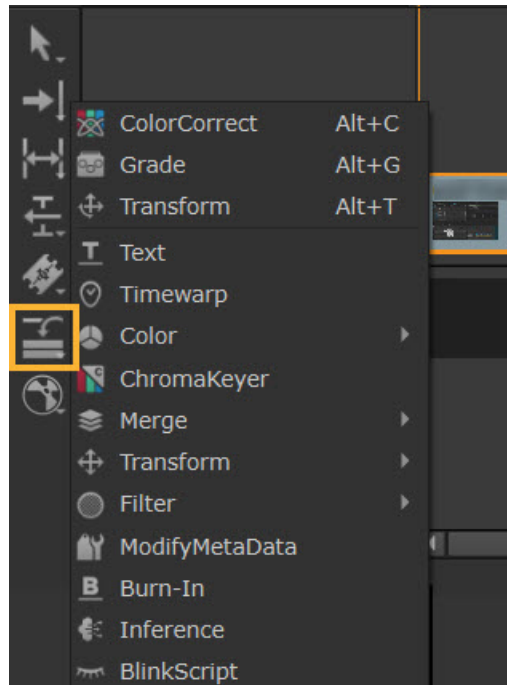 ColorCorrect Alt+C
Grade Alt+G
Transform Alt+T
Text
Timewarp
Color
ChromaKeyer
Merge
Transform
Filter
ModifyMetaData
Burn-In
Inference
BlinkScript